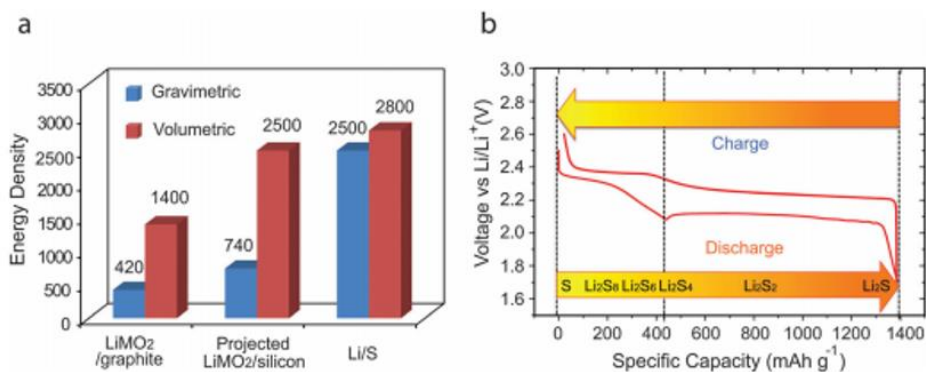 a
Energy Density
3500
3000
2500
2000
1500
1000
500
0
Gravimetric
Volumetric
420
1400
740
2500
2500
2800
LiMO2
/graphite
Projected
LiMO2/silicon
Li/S
b
Voltage vs Li/Li+(V)
3.0
2.8
2.6
2.4
2.2
2.0
1.8
1.6
Charge
Discharge
S Li2S8 Li2S6 Li2S4 Li2S2 Li2S
0 200 400 600 800 1000 1200 1400
Specific Capacity (mAh g-1)